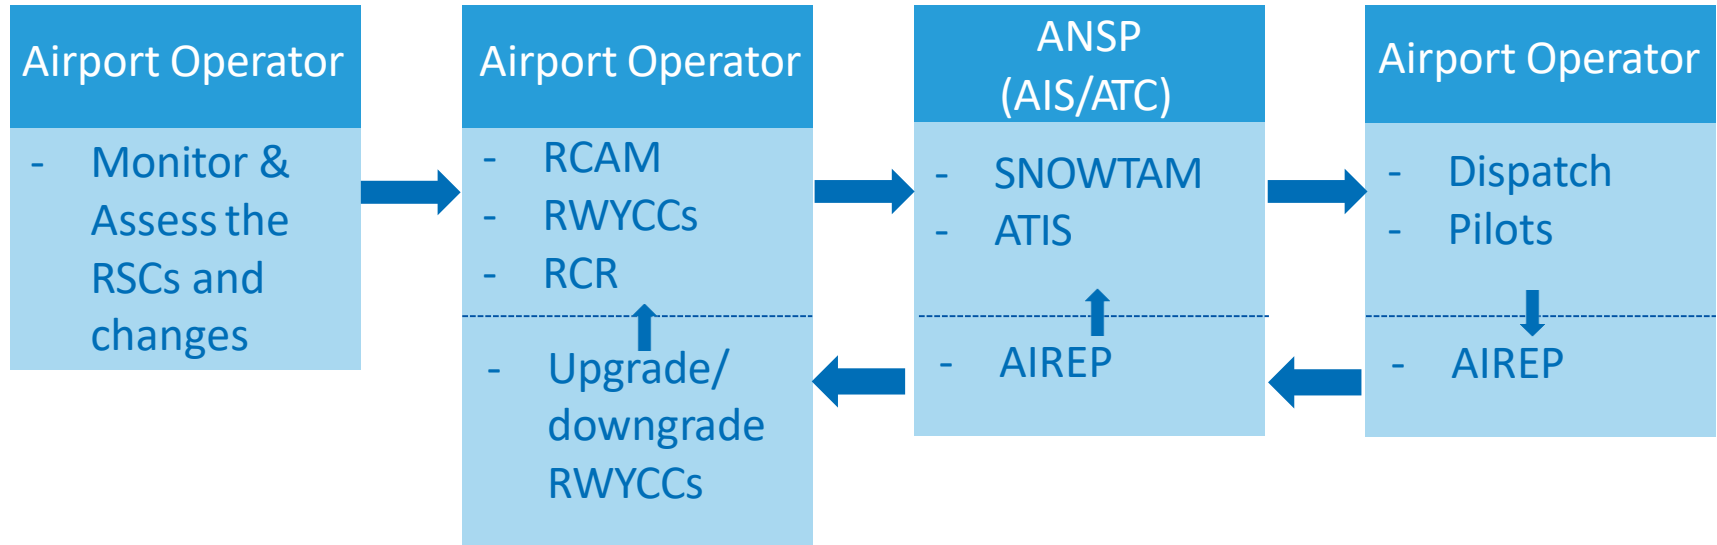 Airport Operator
- Monitor &
Assess the
RSCs and
changes
Airport Operator
- RCAM
- RWYCCs
- RCR
- Upgrade/
downgrade
RWYCCs
ANSP
(AIS/ATC)
- SNOWTAM
- ATIS
- AIREP
Airport Operator
- Dispatch
- Pilots
- AIREP